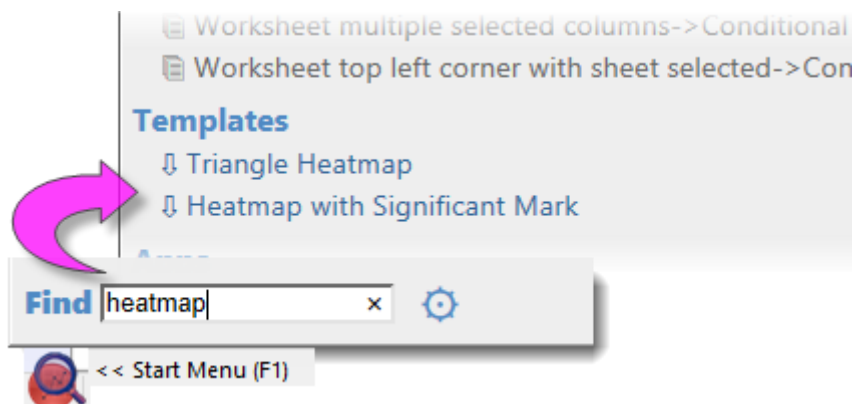 Worksheet multiple selected columns->Conditional
Worksheet top left corner with sheet selected->Con
Templates
⇩ Triangle Heatmap
⇩ Heatmap with Significant Mark
Find heatmap ×
<< Start Menu (F1)